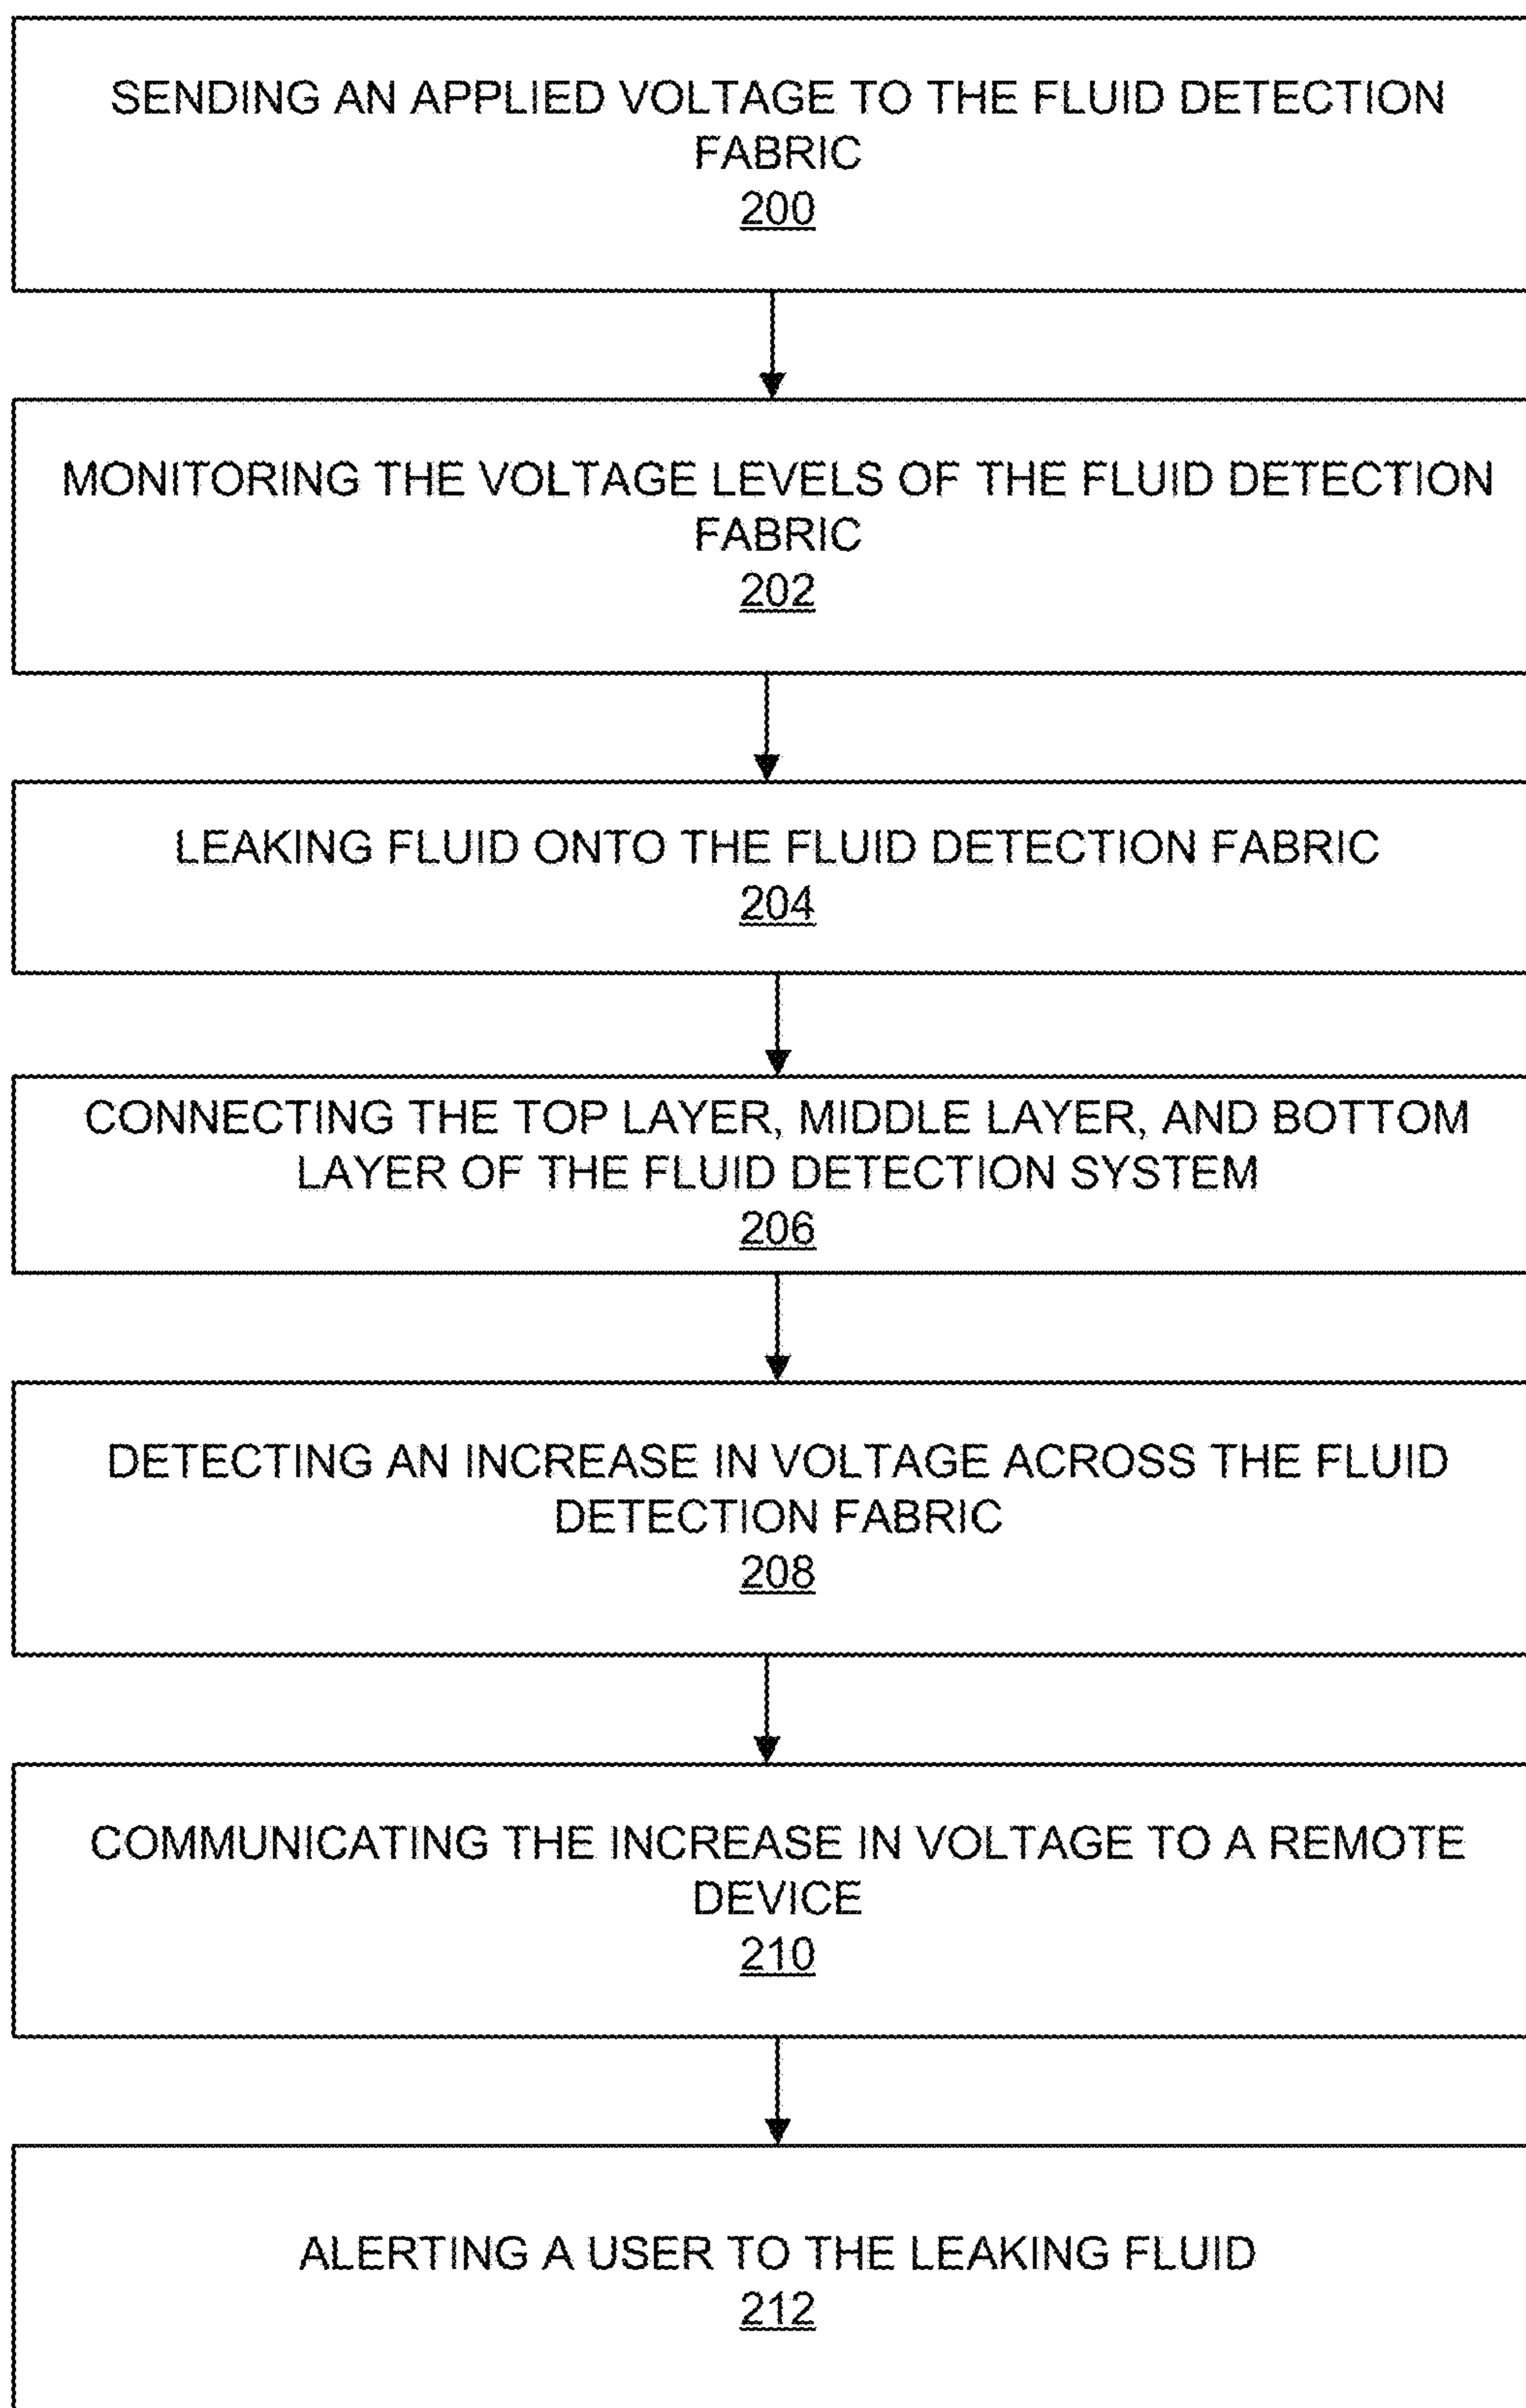 SENDING AN APPLIED VOLTAGE TO THE FLUID DETECTION
FABRIC
200
MONITORING THE VOLTAGE LEVELS OF THE FLUID DETECTION
FABRIC
202
LEAKING FLUID ONTO THE FLUID DETECTION FABRIC
204
CONNECTING THE TOP LAYER, MIDDLE LAYER, AND BOTTOM
LAYER OF THE FLUID DETECTION SYSTEM
206
DETECTING AN INCREASE IN VOLTAGE ACROSS THE FLUID
DETECTION FABRIC
208
COMMUNICATING THE INCREASE IN VOLTAGE TO A REMOTE
DEVICE
210
ALERTING A USER TO THE LEAKING FLUID
212